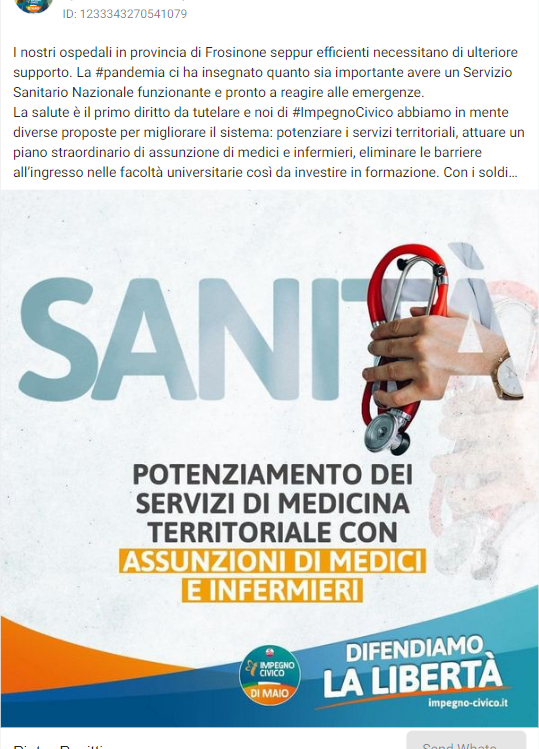 ID: 1233343270541079
I nostri ospedali in provincia di Frosinone seppur efficienti necessitano di ulteriore
supporto. La #pandemia ci ha insegnato quanto sia importante avere un Servizio
Sanitario Nazionale funzionante e pronto a reagire alle emergenze.
La salute è il primo diritto da tutelare e noi di #ImpegnoCivico abbiamo in mente
diverse proposte per migliorare il sistema: potenziare i servizi territoriali, attuare un
piano straordinario di assunzione di medici e infermieri, eliminare le barriere
all'ingresso nelle facoltà universitarie così da investire in formazione. Con i soldi…
SANITÀ
POTENZIAMENTO DEI
SERVIZI DI MEDICINA
TERRITORIALE CON
ASSUNZIONI DI MEDICI
E INFERMIERI
IMPEGNO
CIVICO
DI MAIO
DIFENDIAMO
LA LIBERTÀ
impegno-civico.it